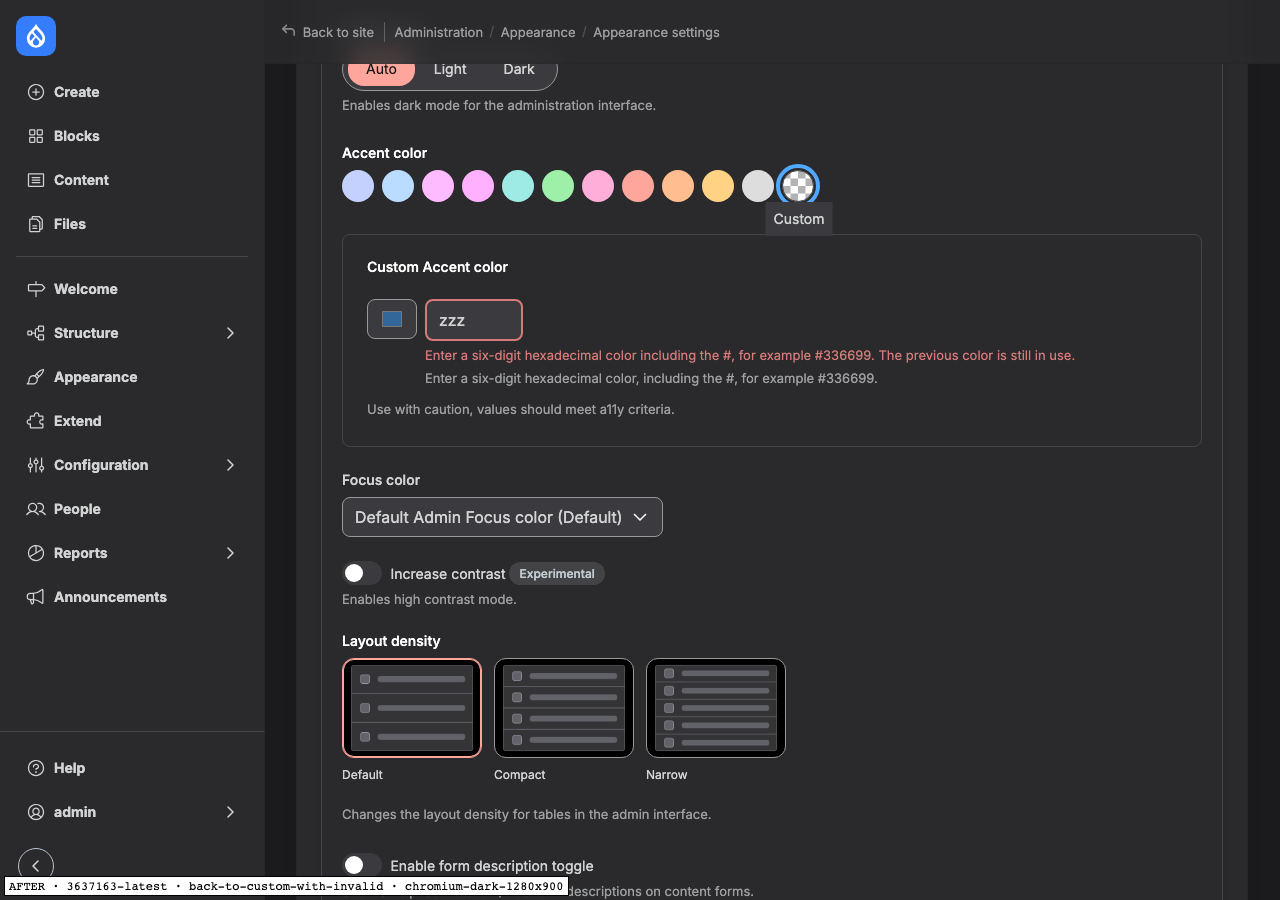 Back to site
Administration / Appearance / Appearance settings
Create
Blocks
Content
Files
Welcome
Structure
Appearance
Extend
Configuration
People
Reports
Announcements
Help
admin
Auto Light Dark
Enables dark mode for the administration interface.
Accent color
Custom
Custom Accent color
zzz
Enter a six-digit hexadecimal color including the #, for example #336699. The previous color is still in use.
Enter a six-digit hexadecimal color, including the #, for example #336699.
Use with caution, values should meet a11y criteria.
Focus color
Default Admin Focus color (Default)
Increase contrast Experimental
Enables high contrast mode.
Layout density
Default Compact Narrow
Changes the layout density for tables in the admin interface.
Enable form description toggle
descriptions on content forms.
AFTER · 3637163-latest · back-to-custom-with-invalid · chromium-dark-1280x900